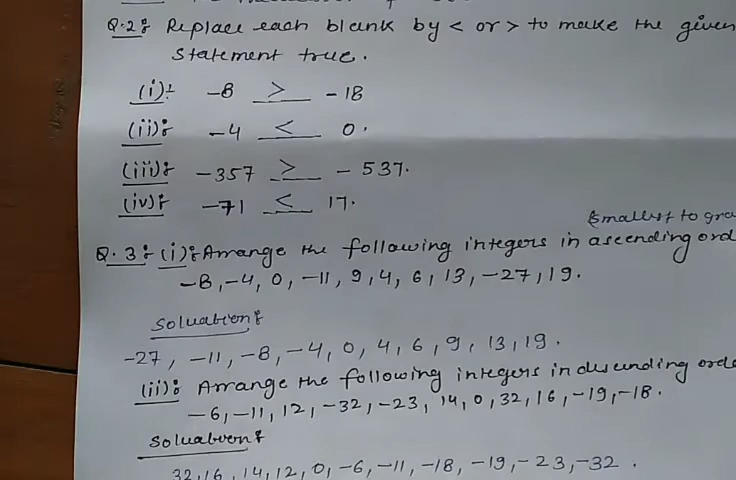 Q.2: Replace each blank by < or > to make the given
Statement true.
(i): -8 > -18
(ii): -4 < 0.
(iii): -357 > - 537.
(iv): -71 < 17.
Smallest to gra
Q.3: (i): Arrange the following integers in ascending ord
-8, -4, 0, -11, 9, 4, 6, 13, -27, 19.
Soluation:
-27, -11, -8, -4, 0, 4, 6, 9, 13, 19.
(ii): Arrange the following integers in descending orde
-6, -11, 12, -32, -23, 14, 0, 32, 16, -19, -18.
Soluation:
32, 16, 14, 12, 0, -6, -11, -18, -19, -23, -32.